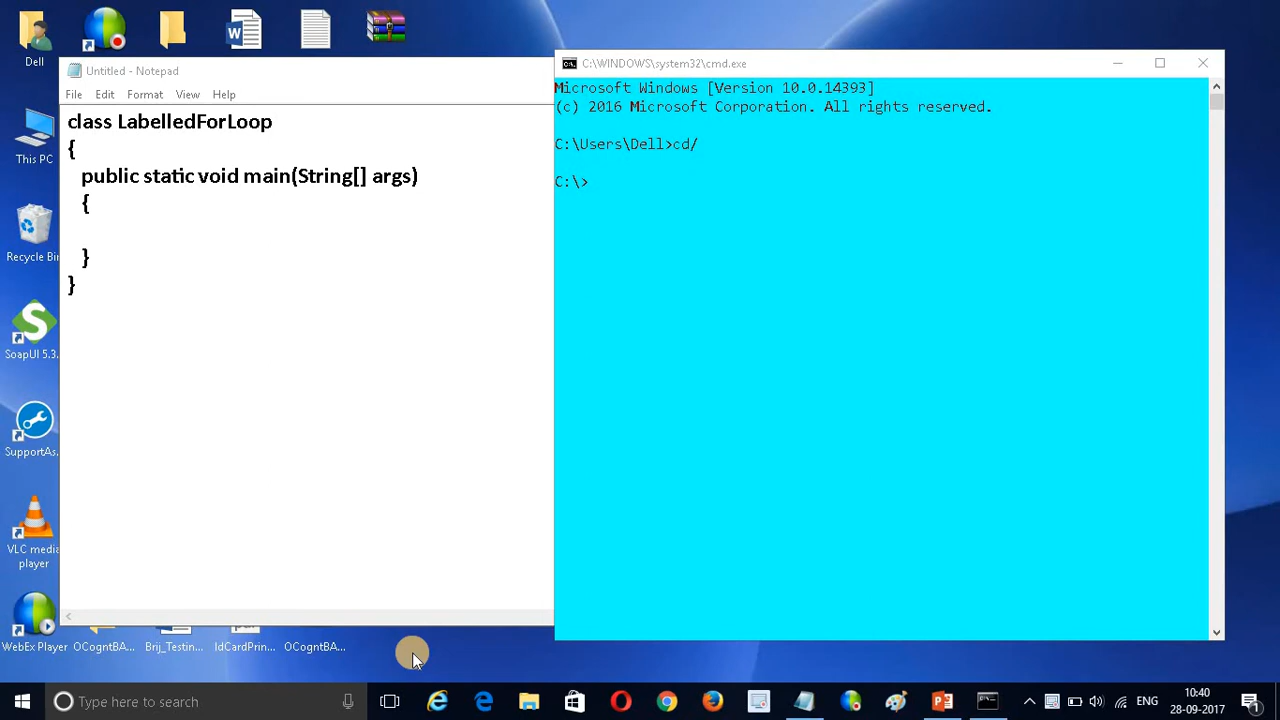 Dell
Untitled - Notepad
File Edit Format View Help
class LabelledForLoop
{
public static void main(String[] args)
{
}
}
C:\WINDOWS\system32\cmd.exe
Microsoft Windows [Version 10.0.14393]
(c) 2016 Microsoft Corporation. All rights reserved.
C:\Users\Dell>cd/
C:\>
This PC
Recycle Bin
SoapUI 5.3.
SupportAs...
VLC media
player
WebEx Player
OCogntBA...
Brij_Testin...
IdCardPrin...
OCogntBA...
Type here to search
ENG
10:40
28-09-2017